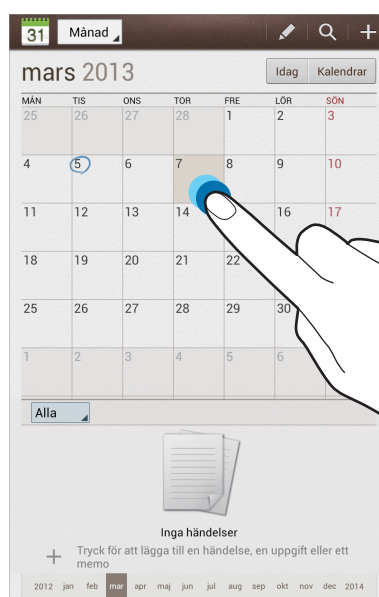 31 Månad
mars 2013 Idag Kalendrar
MÅN TIS ONS TOR FRE LÖR SÖN
25 26 27 28 1 2 3
4 5 6 7 8 9 10
11 12 13 14 16 17
18 19 20 21 22
25 26 27 28 29 30
1 2 3 4 5 6
Alla
Inga händelser
Tryck för att lägga till en händelse, en uppgift eller ett
memo
2012 jan feb mar apr maj jun jul aug sep okt nov dec 2014